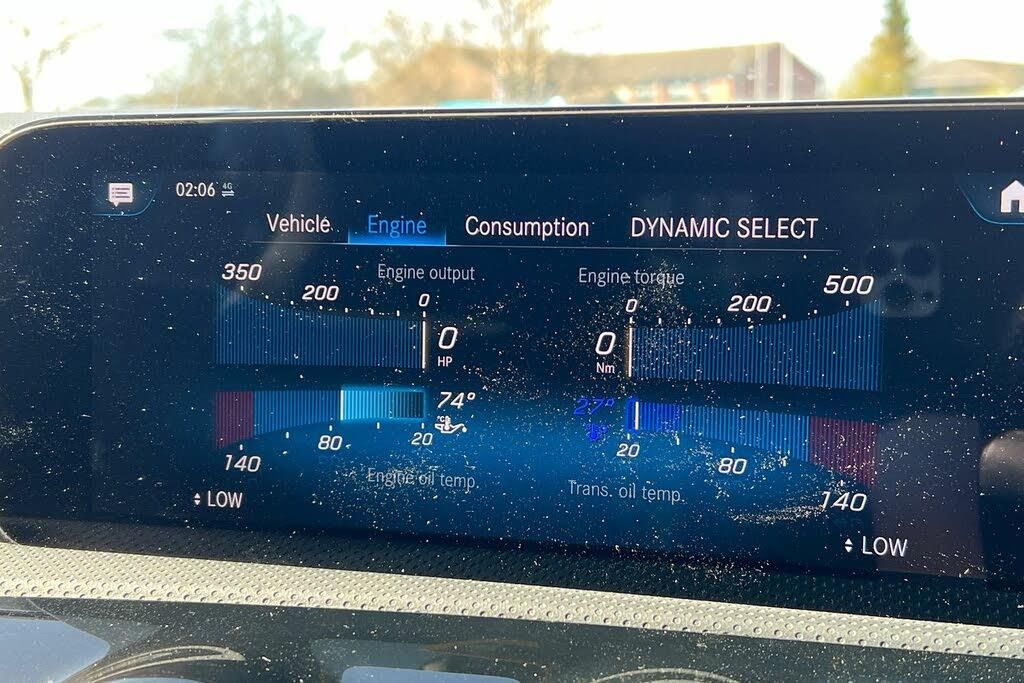 02:06 4G
Vehicle Engine Consumption DYNAMIC SELECT
Engine output Engine torque
350 200 0 0 200 500
0 HP 0 Nm
74° 27°
°C
140 80 20 20 80 140
Engine oil temp. Trans. oil temp.
LOW LOW